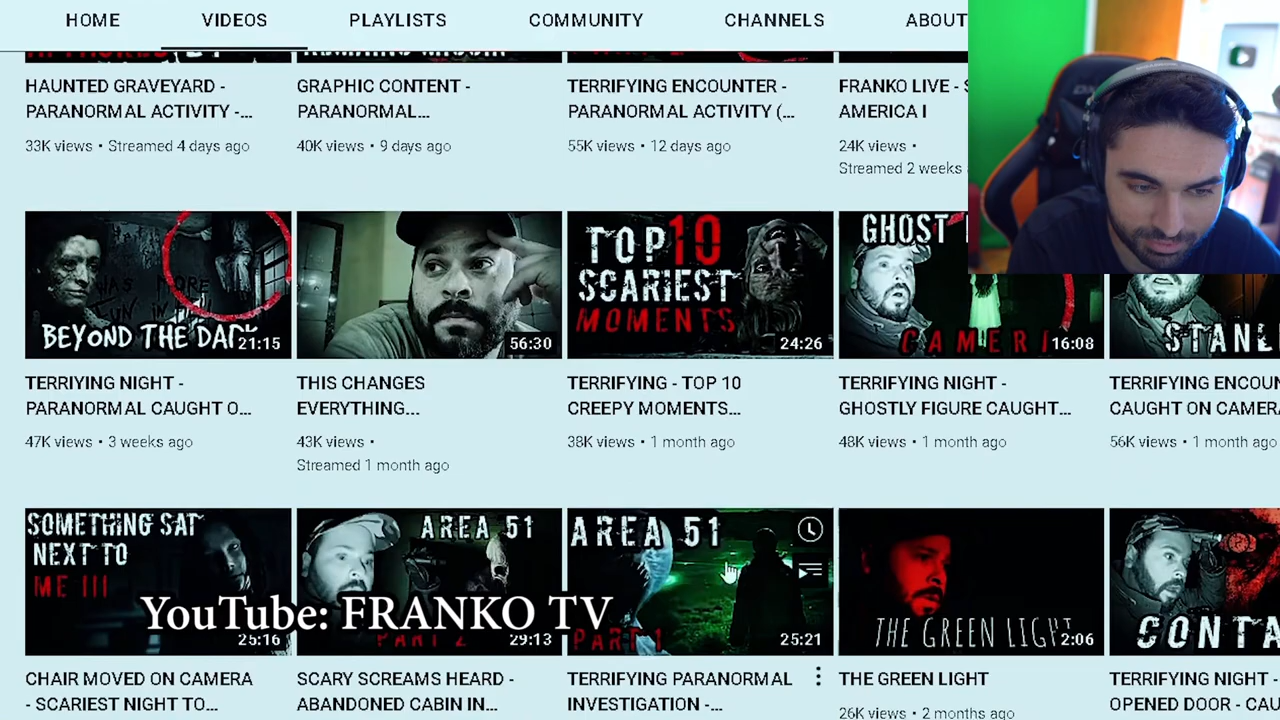 HOME VIDEOS PLAYLISTS COMMUNITY CHANNELS ABOUT
HAUNTED GRAVEYARD -
PARANORMAL ACTIVITY -...
33K views • Streamed 4 days ago
GRAPHIC CONTENT -
PARANORMAL...
40K views • 9 days ago
TERRIFYING ENCOUNTER -
PARANORMAL ACTIVITY (...
55K views • 12 days ago
FRANKO LIVE -
AMERICA I
24K views •
Streamed 2 weeks
BEYOND THE DARK
21:15
56:30
TOP 10
SCARIEST
MOMENTS
24:26
GHOST
CAMERA
16:08
TERRIYING NIGHT -
PARANORMAL CAUGHT O...
47K views • 3 weeks ago
THIS CHANGES
EVERYTHING...
43K views •
Streamed 1 month ago
TERRIFYING - TOP 10
CREEPY MOMENTS...
38K views • 1 month ago
TERRIFYING NIGHT -
GHOSTLY FIGURE CAUGHT...
48K views • 1 month ago
TERRIFYING ENCOUN
CAUGHT ON CAMERA
56K views • 1 month ago
SOMETHING SAT
NEXT TO
ME III
25:16
AREA 51
PART 2
29:13
AREA 51
PART 1
25:21
THE GREEN LIGHT
2:06
CONTA
YouTube: FRANKO TV
CHAIR MOVED ON CAMERA
- SCARIEST NIGHT TO...
SCARY SCREAMS HEARD -
ABANDONED CABIN IN...
TERRIFYING PARANORMAL
INVESTIGATION -...
THE GREEN LIGHT
26K views • 2 months ago
TERRIFYING NIGHT -
OPENED DOOR - CAU